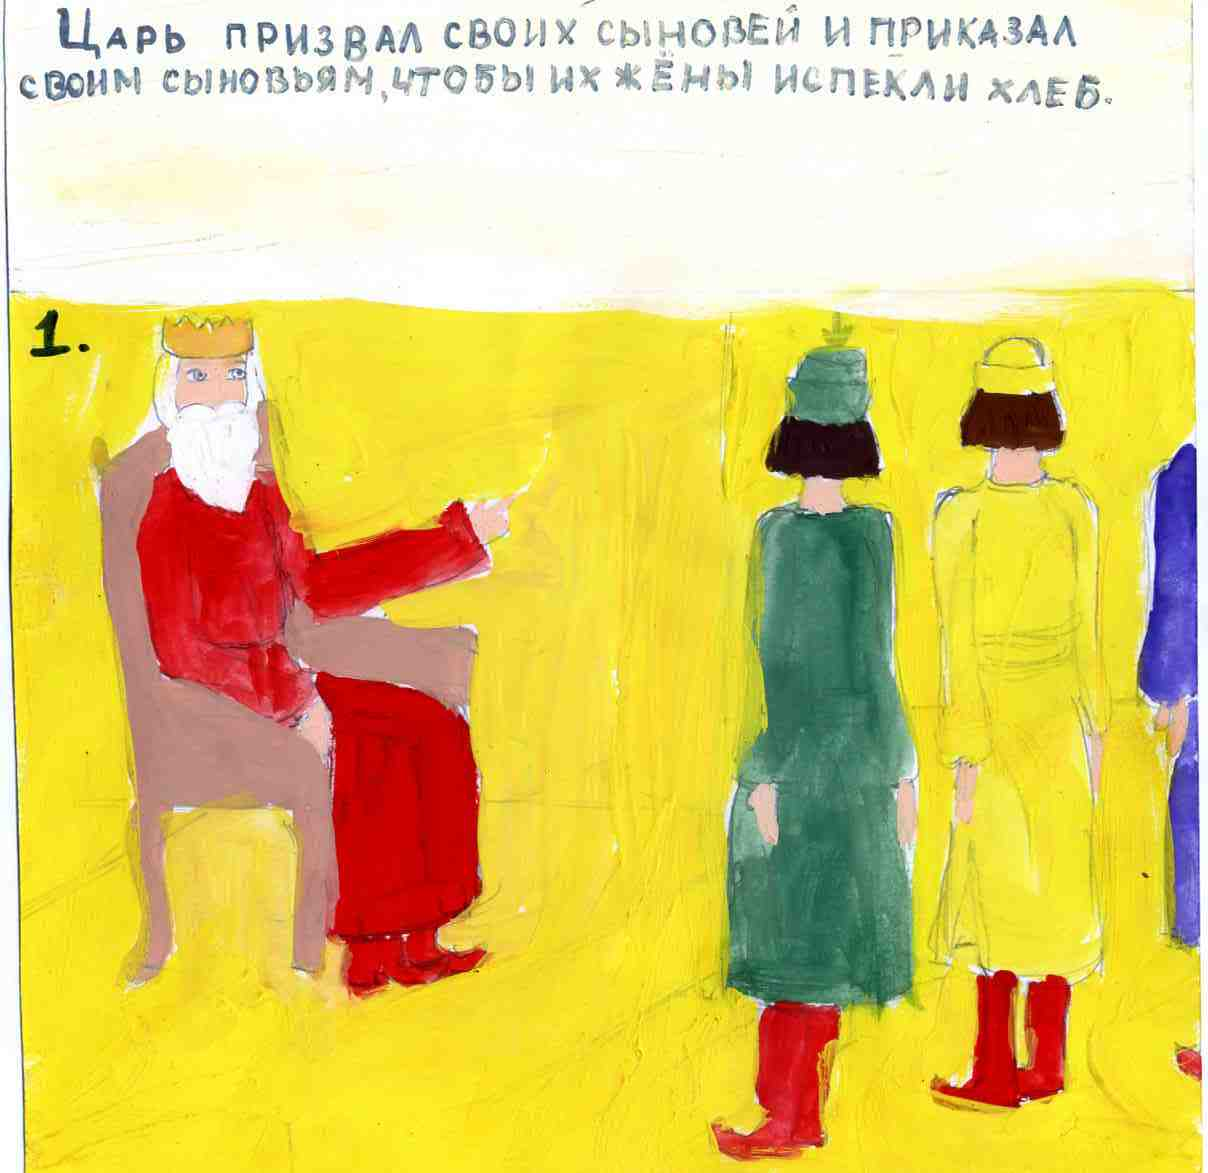 Царь призвал своих сыновей и приказал
своим сыновьям, чтобы их жёны испекли хлеб.
1.